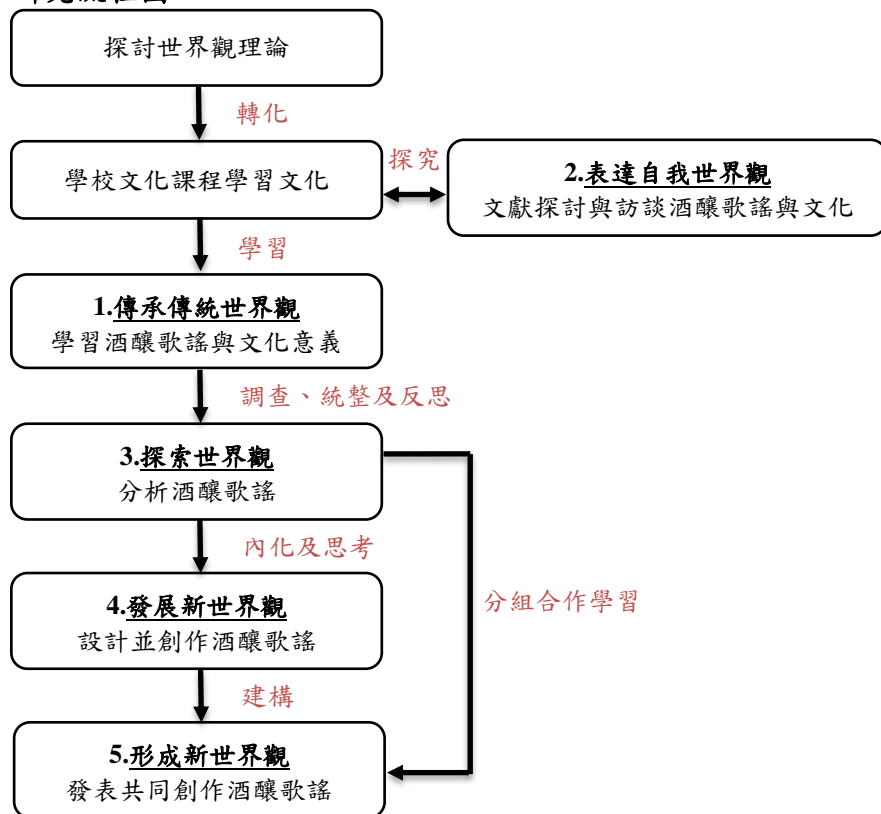 探討世界觀理論
轉化
學校文化課程學習文化
探究
2.表達自我世界觀
文獻探討與訪談酒釀歌謠與文化
學習
1.傳承傳統世界觀
學習酒釀歌謠與文化意義
調查、統整及反思
3.探索世界觀
分析酒釀歌謠
內化及思考
4.發展新世界觀
設計並創作酒釀歌謠
分組合作學習
建構
5.形成新世界觀
發表共同創作酒釀歌謠